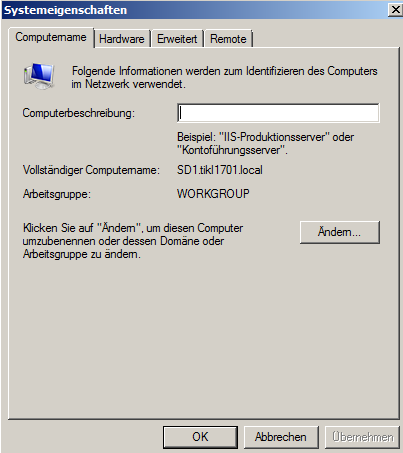 Systemeigenschaften
Computername Hardware Erweitert Remote
Folgende Informationen werden zum Identifizieren des Computers
im Netzwerk verwendet.
Computerbeschreibung:
Beispiel: "IIS-Produktionsserver" oder
"Kontoführungsserver".
Vollständiger Computername: SD1.tikl1701.local
Arbeitsgruppe: WORKGROUP
Klicken Sie auf "Ändern", um diesen Computer
umzubenennen oder dessen Domäne oder
Arbeitsgruppe zu ändern.
Ändern...
OK Abbrechen Übernehmen